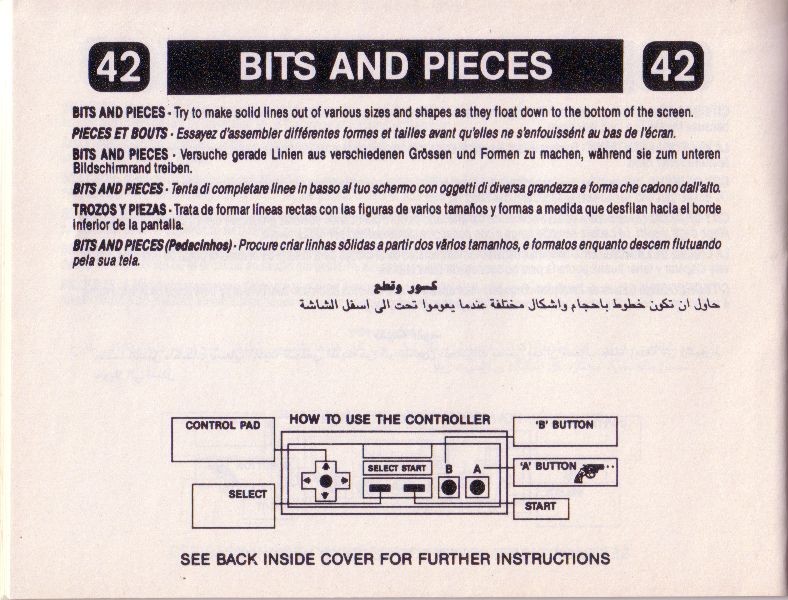 42 BITS AND PIECES 42
BITS AND PIECES - Try to make solid lines out of various sizes and shapes as they float down to the bottom of the screen.
PIECES ET BOUTS - Essayez d'assembler différentes formes et tailles avant qu'elles ne s'enfouissént au bas de l'écran.
BITS AND PIECES - Versuche gerade Linien aus verschiedenen Grössen und Formen zu machen, während sie zum unteren
Bildschirmrand treiben.
BITS AND PIECES - Tenta di completare linee in basso al tuo schermo con oggetti di diversa grandezza e forma che cadono dall'alto.
TROZOS Y PIEZAS - Trata de formar líneas rectas con las figuras de varios tamaños y formas a medida que desfilan hacia el borde
inferior de la pantalla.
BITS AND PIECES (Pedacinhos) - Procure criar linhas sõlidas a partir dos vários tamanhos, e formatos enquanto descem flutuando
pela sua tela.
كسور وقطع
حاول ان تكون خطوط باحجام واشكال مختلفة عندما يعوموا تحت الى اسفل الشاشة
HOW TO USE THE CONTROLLER
CONTROL PAD
'B' BUTTON
SELECT START B A
'A' BUTTON
SELECT
START
SEE BACK INSIDE COVER FOR FURTHER INSTRUCTIONS